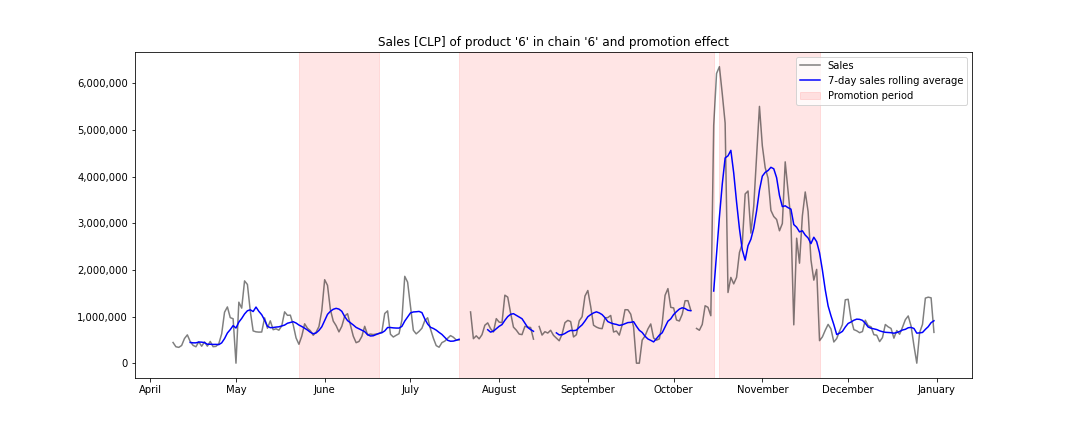 Sales [CLP] of product '6' in chain '6' and promotion effect
Sales
7-day sales rolling average
Promotion period
6,000,000
5,000,000
4,000,000
3,000,000
2,000,000
1,000,000
0
April May June July August September October November December January